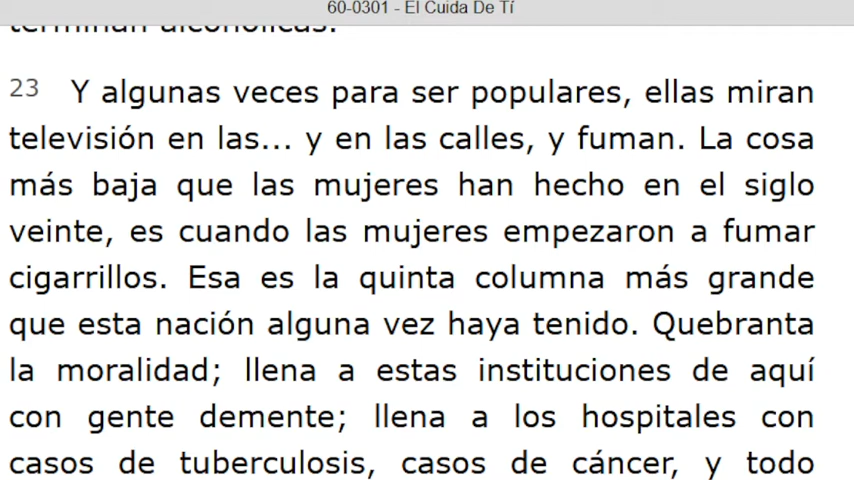 60-0301 - El Cuida De Tí
terminan alcohólicas.
23 Y algunas veces para ser populares, ellas miran
televisión en las... y en las calles, y fuman. La cosa
más baja que las mujeres han hecho en el siglo
veinte, es cuando las mujeres empezaron a fumar
cigarrillos. Esa es la quinta columna más grande
que esta nación alguna vez haya tenido. Quebranta
la moralidad; llena a estas instituciones de aquí
con gente demente; llena a los hospitales con
casos de tuberculosis, casos de cáncer, y todo